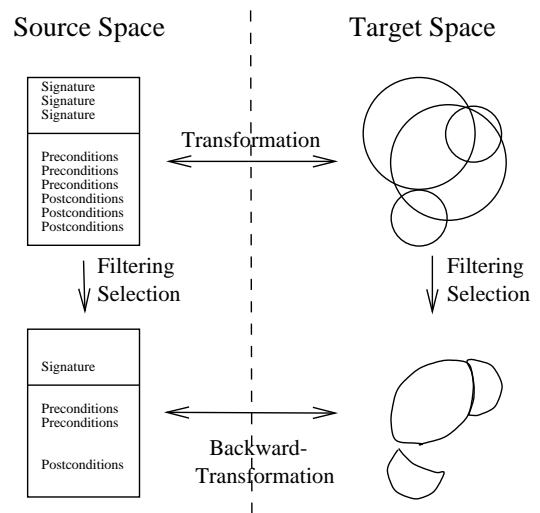 Source Space
Target Space
Signature
Signature
Signature
Transformation
Preconditions
Preconditions
Preconditions
Postconditions
Postconditions
Postconditions
Filtering
Selection
Filtering
Selection
Signature
Preconditions
Preconditions
Postconditions
Backward-
Transformation